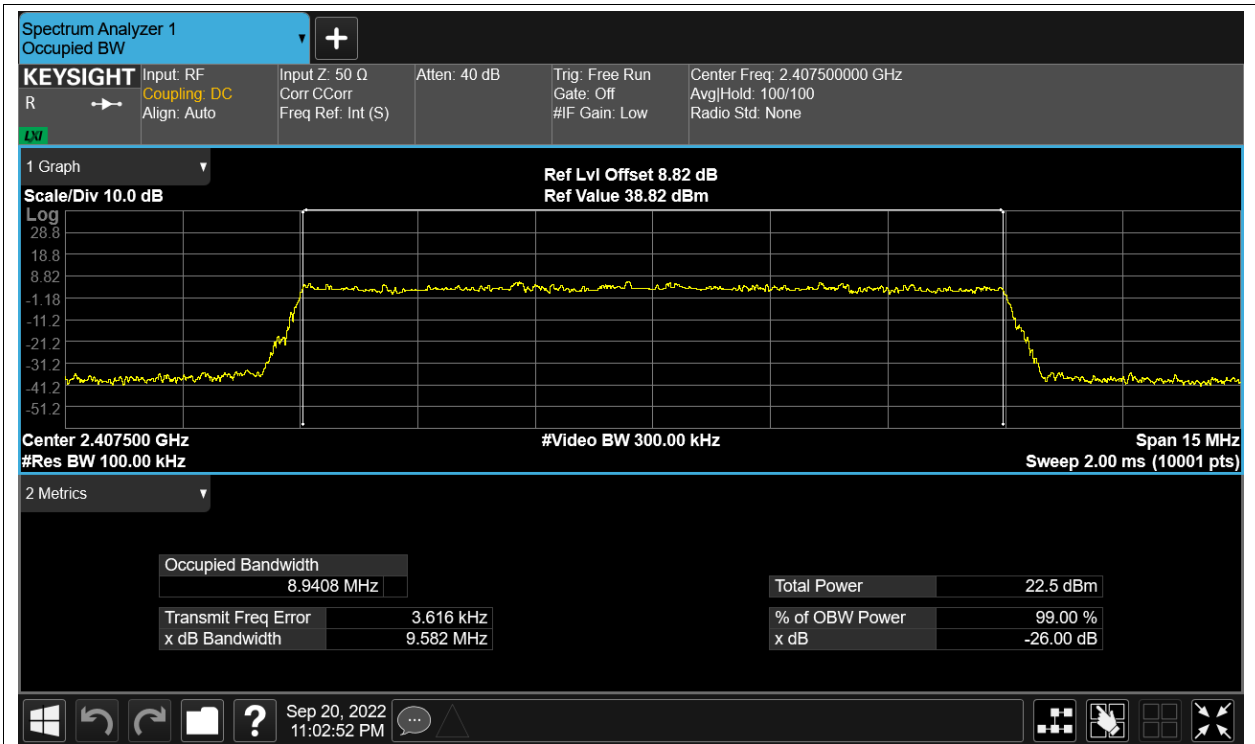 Spectrum Analyzer 1
Occupied BW
KEYSIGHT
R
LXI
Input: RF
Coupling: DC
Align: Auto
Input Z: 50 Ω
Corr CCorr
Freq Ref: Int (S)
Atten: 40 dB
Trig: Free Run
Gate: Off
#IF Gain: Low
Center Freq: 2.407500000 GHz
Avg|Hold: 100/100
Radio Std: None
1 Graph
Scale/Div 10.0 dB
Ref Lvl Offset 8.82 dB
Ref Value 38.82 dBm
Log
28.8
18.8
8.82
-1.18
-11.2
-21.2
-31.2
-41.2
-51.2
Center 2.407500 GHz
#Res BW 100.00 kHz
#Video BW 300.00 kHz
Span 15 MHz
Sweep 2.00 ms (10001 pts)
2 Metrics
Occupied Bandwidth
8.9408 MHz
Transmit Freq Error 3.616 kHz
x dB Bandwidth 9.582 MHz
Total Power 22.5 dBm
% of OBW Power 99.00 %
x dB -26.00 dB
?
Sep 20, 2022
11:02:52 PM